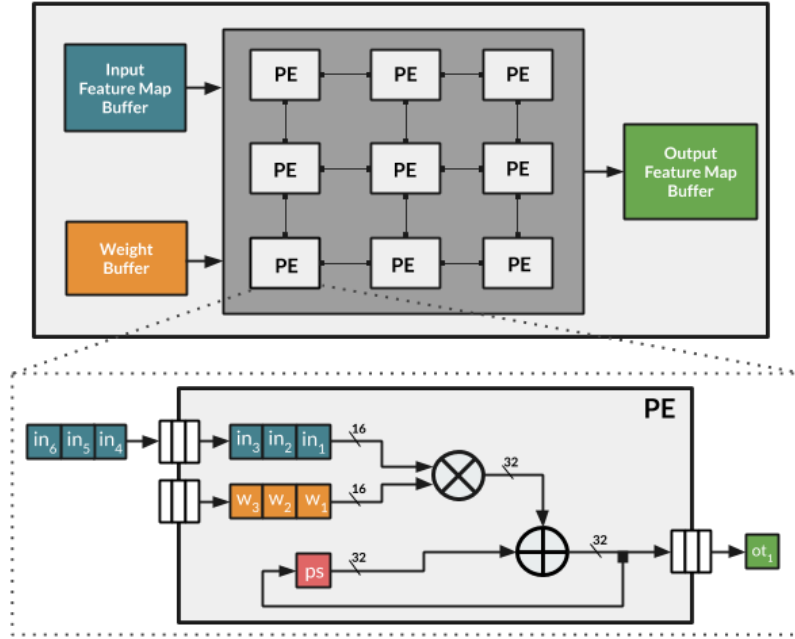 Input
Feature Map
Buffer
PE PE PE
PE PE PE
PE PE PE
Weight
Buffer
Output
Feature Map
Buffer
PE
in6 in5 in4
in3 in2 in1
16
w3 w2 w1
16
32
ps
32
32
ot1